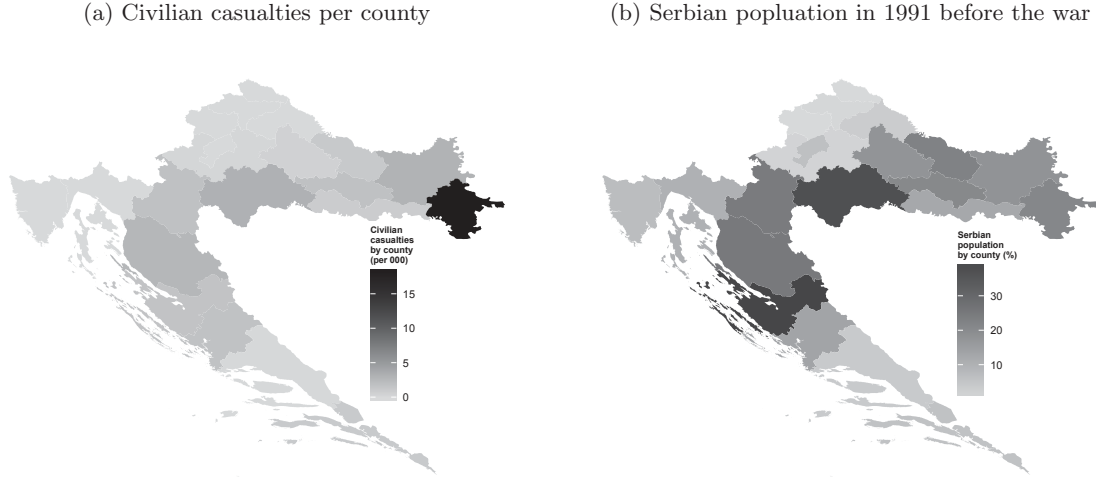 (a) Civilian casualties per county
(b) Serbian popluation in 1991 before the war
Civilian
casualties
by county
(per 000)
15
10
5
0
Serbian
population
by county (%)
30
20
10